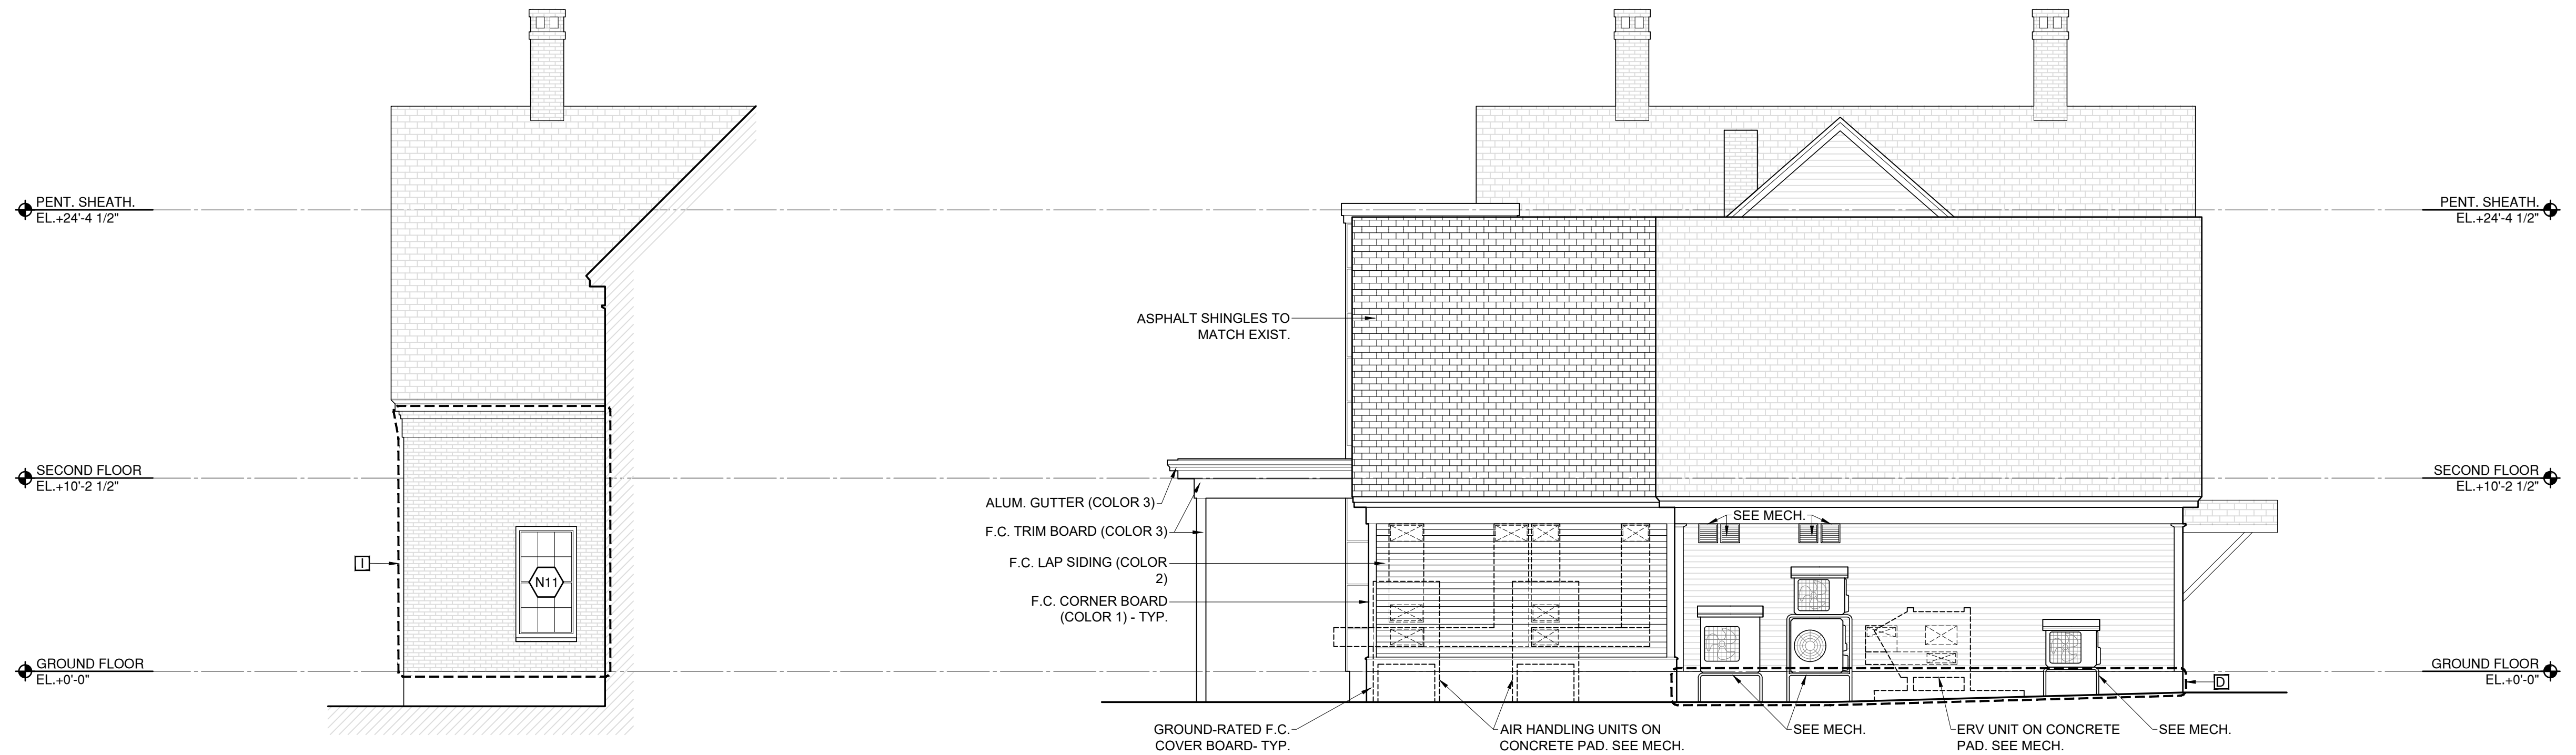 PENT. SHEATH.
EL.+24'-4 1/2"
PENT. SHEATH.
EL.+24'-4 1/2"
ASPHALT SHINGLES TO
MATCH EXIST.
SECOND FLOOR
EL.+10'-2 1/2"
SECOND FLOOR
EL.+10'-2 1/2"
ALUM. GUTTER (COLOR 3)
F.C. TRIM BOARD (COLOR 3)
F.C. LAP SIDING (COLOR
2)
F.C. CORNER BOARD
(COLOR 1) - TYP.
SEE MECH.
I
N11
GROUND FLOOR
EL.+0'-0"
GROUND FLOOR
EL.+0'-0"
D
GROUND-RATED F.C.
COVER BOARD- TYP.
AIR HANDLING UNITS ON
CONCRETE PAD. SEE MECH.
SEE MECH.
ERV UNIT ON CONCRETE
PAD. SEE MECH.
SEE MECH.